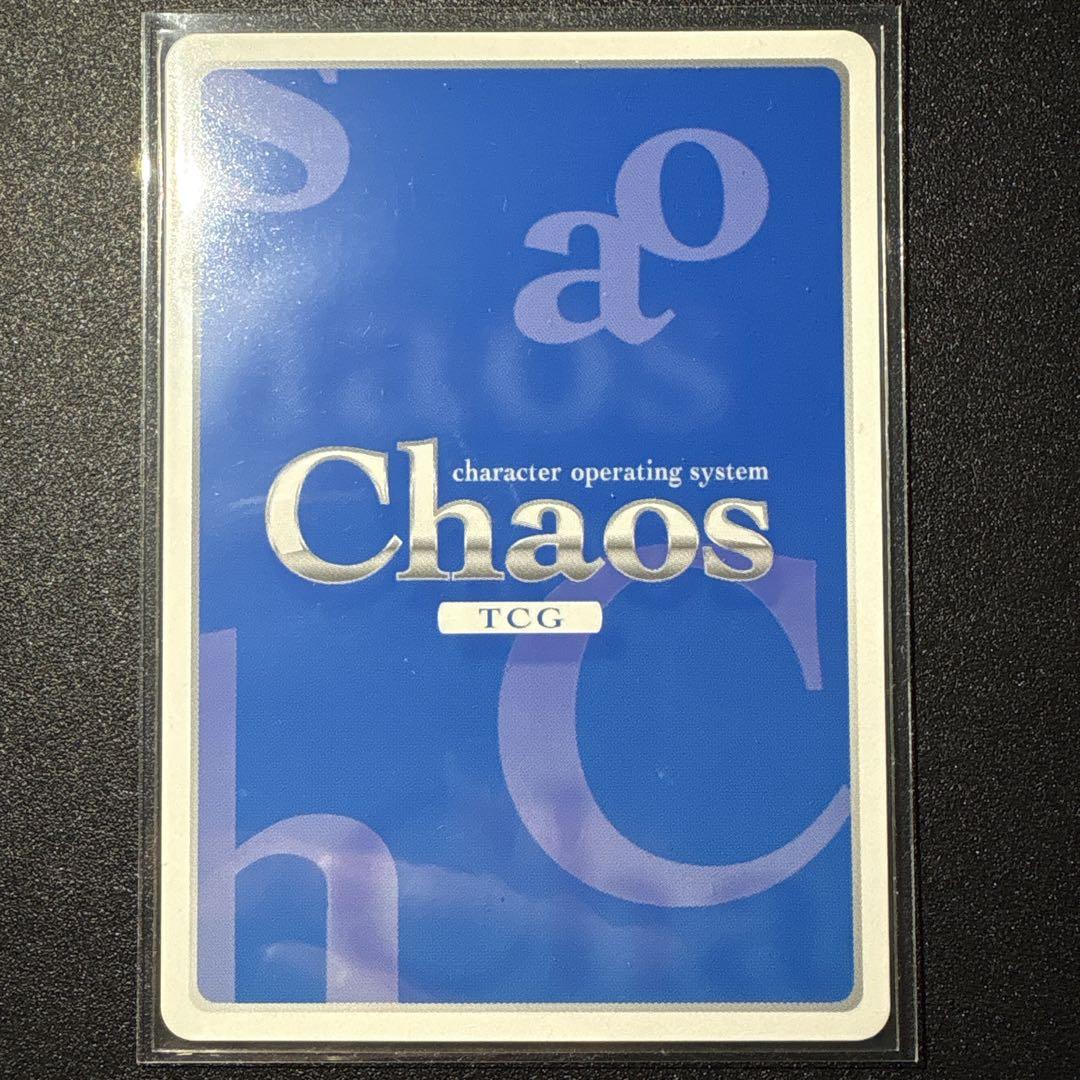 s
a o
character operating system
Chaos
TCG
C
h